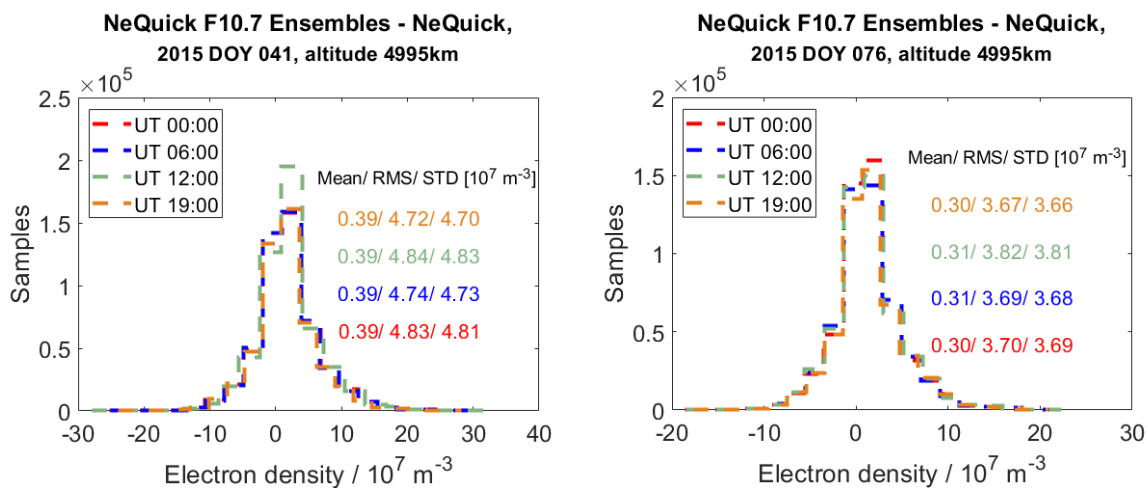 NeQuick F10.7 Ensembles - NeQuick,
2015 DOY 041, altitude 4995km
×10^5
2.5
2
1.5
1
0.5
0
Samples
UT 00:00
UT 06:00
UT 12:00
UT 19:00
Mean/ RMS/ STD [10^7 m^-3]
0.39/ 4.72/ 4.70
0.39/ 4.84/ 4.83
0.39/ 4.74/ 4.73
0.39/ 4.83/ 4.81
-30 -20 -10 0 10 20 30 40
Electron density / 10^7 m^-3
NeQuick F10.7 Ensembles - NeQuick,
2015 DOY 076, altitude 4995km
×10^5
2
1.5
1
0.5
0
Samples
UT 00:00
UT 06:00
UT 12:00
UT 19:00
Mean/ RMS/ STD [10^7 m^-3]
0.30/ 3.67/ 3.66
0.31/ 3.82/ 3.81
0.31/ 3.69/ 3.68
0.30/ 3.70/ 3.69
-20 -10 0 10 20 30
Electron density / 10^7 m^-3